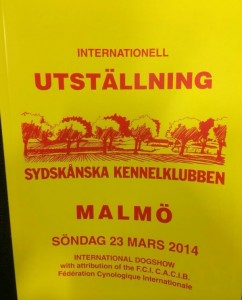 INTERNATIONELL
UTSTÄLLNING
SYDSKÅNSKA KENNELKLUBBEN
MALMÖ
SÖNDAG 23 MARS 2014
INTERNATIONAL DOGSHOW
with attribution of the F.C.I. C.A.C.I.B.
Fédération Cynologique Internationale